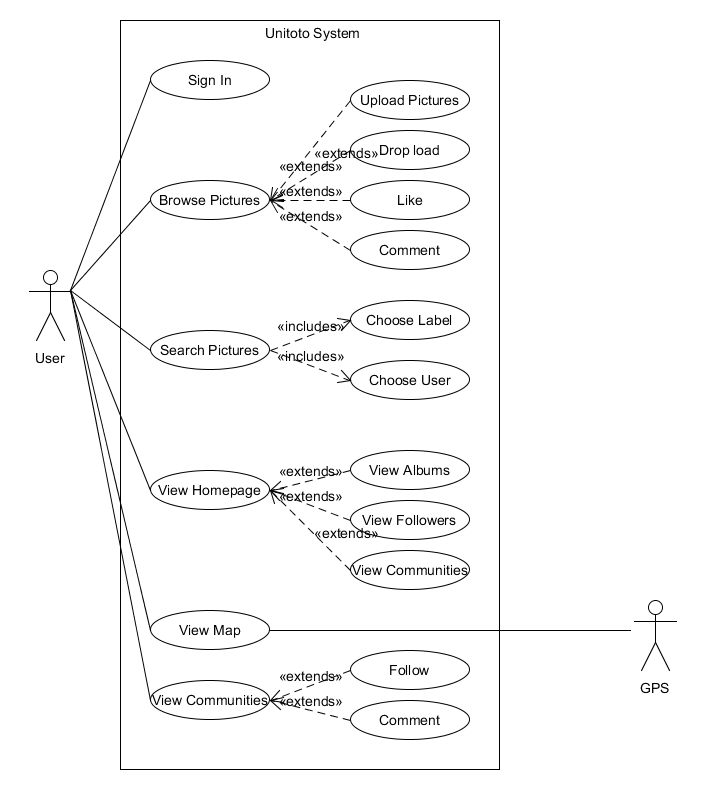 Unitoto System
Sign In
Upload Pictures
Drop load
«extends»
«extends»
Browse Pictures
«extends»
Like
«extends»
Comment
User
Choose Label
«includes»
Search Pictures
«includes»
Choose User
View Homepage
«extends»
View Albums
«extends»
View Followers
«extends»
View Communities
View Map
GPS
View Communities
«extends»
Follow
«extends»
Comment